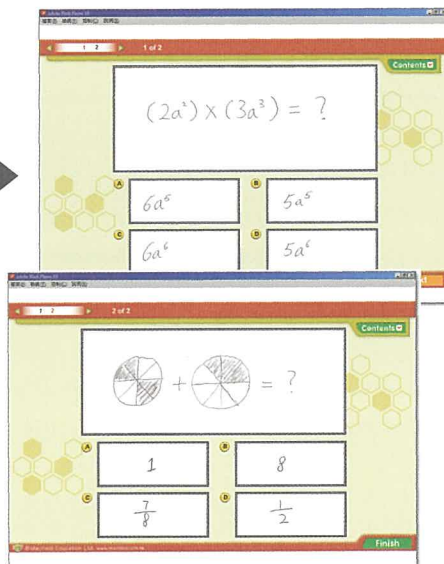 1 2
1 of 2
Contents
(2a²) × (3a³) = ?
A 6a⁵
B 5a⁵
C 6a⁶
D 5a⁶
1 2
2 of 2
Contents
+ = ?
A 1
B 8
C 7/8
D 1/2
Finish